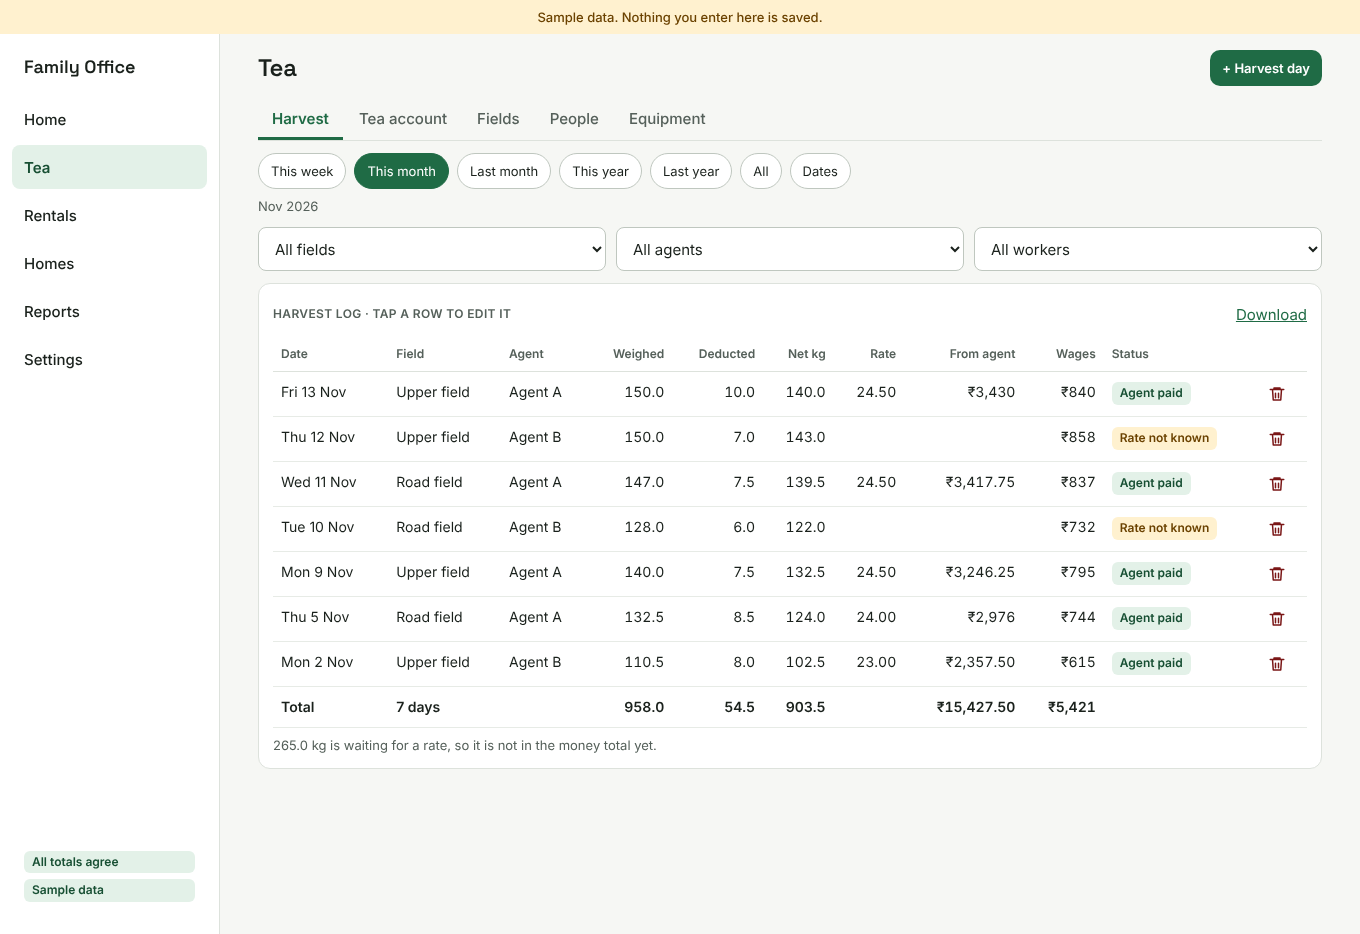 Sample data. Nothing you enter here is saved.
Family Office
Home
Tea
Rentals
Homes
Reports
Settings
All totals agree
Sample data
Tea
+ Harvest day
Harvest Tea account Fields People Equipment
This week This month Last month This year Last year All Dates
Nov 2026
All fields All agents All workers
HARVEST LOG · TAP A ROW TO EDIT IT Download
Date Field Agent Weighed Deducted Net kg Rate From agent Wages Status
Fri 13 Nov Upper field Agent A 150.0 10.0 140.0 24.50 ₹3,430 ₹840 Agent paid
Thu 12 Nov Upper field Agent B 150.0 7.0 143.0 ₹858 Rate not known
Wed 11 Nov Road field Agent A 147.0 7.5 139.5 24.50 ₹3,417.75 ₹837 Agent paid
Tue 10 Nov Road field Agent B 128.0 6.0 122.0 ₹732 Rate not known
Mon 9 Nov Upper field Agent A 140.0 7.5 132.5 24.50 ₹3,246.25 ₹795 Agent paid
Thu 5 Nov Road field Agent A 132.5 8.5 124.0 24.00 ₹2,976 ₹744 Agent paid
Mon 2 Nov Upper field Agent B 110.5 8.0 102.5 23.00 ₹2,357.50 ₹615 Agent paid
Total 7 days 958.0 54.5 903.5 ₹15,427.50 ₹5,421
265.0 kg is waiting for a rate, so it is not in the money total yet.